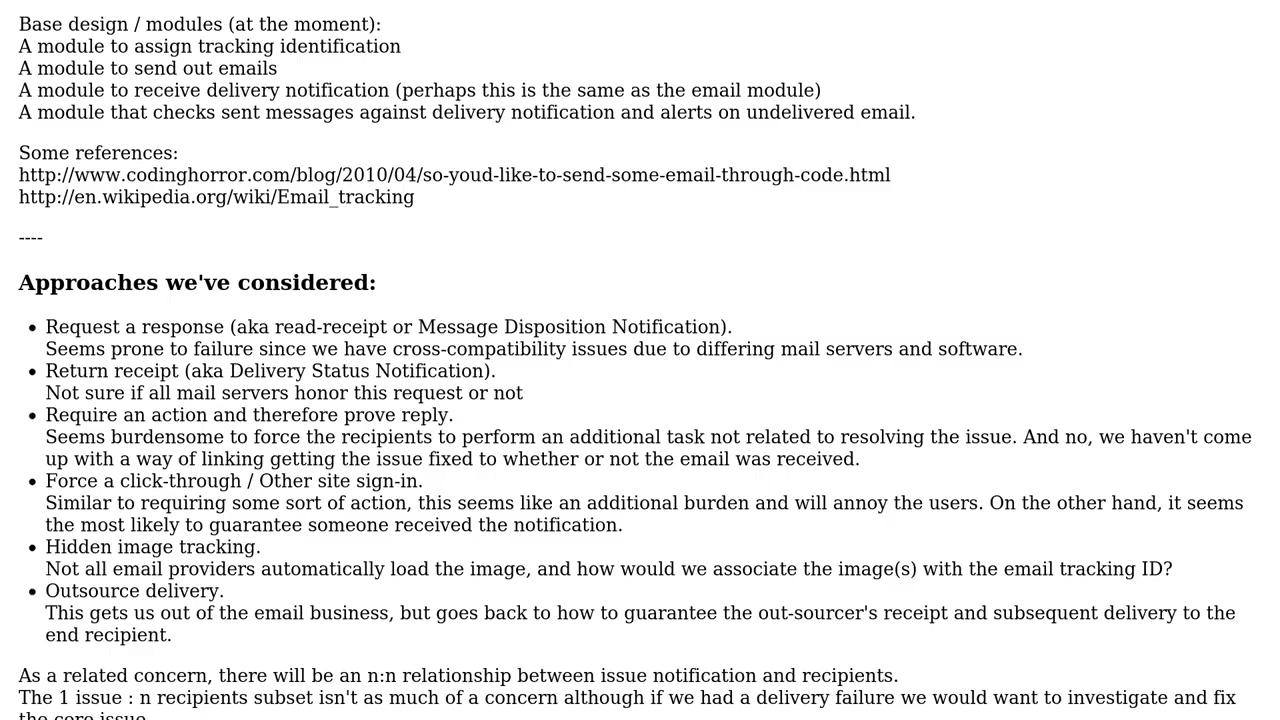 Base design / modules (at the moment):
A module to assign tracking identification
A module to send out emails
A module to receive delivery notification (perhaps this is the same as the email module)
A module that checks sent messages against delivery notification and alerts on undelivered email.
Some references:
http://www.codinghorror.com/blog/2010/04/so-youd-like-to-send-some-email-through-code.html
http://en.wikipedia.org/wiki/Email_tracking
----
Approaches we've considered:
• Request a response (aka read-receipt or Message Disposition Notification).
Seems prone to failure since we have cross-compatibility issues due to differing mail servers and software.
• Return receipt (aka Delivery Status Notification).
Not sure if all mail servers honor this request or not
• Require an action and therefore prove reply.
Seems burdensome to force the recipients to perform an additional task not related to resolving the issue. And no, we haven't come
up with a way of linking getting the issue fixed to whether or not the email was received.
• Force a click-through / Other site sign-in.
Similar to requiring some sort of action, this seems like an additional burden and will annoy the users. On the other hand, it seems
the most likely to guarantee someone received the notification.
• Hidden image tracking.
Not all email providers automatically load the image, and how would we associate the image(s) with the email tracking ID?
• Outsource delivery.
This gets us out of the email business, but goes back to how to guarantee the out-sourcer's receipt and subsequent delivery to the
end recipient.
As a related concern, there will be an n:n relationship between issue notification and recipients.
The 1 issue : n recipients subset isn't as much of a concern although if we had a delivery failure we would want to investigate and fix
the core issue.